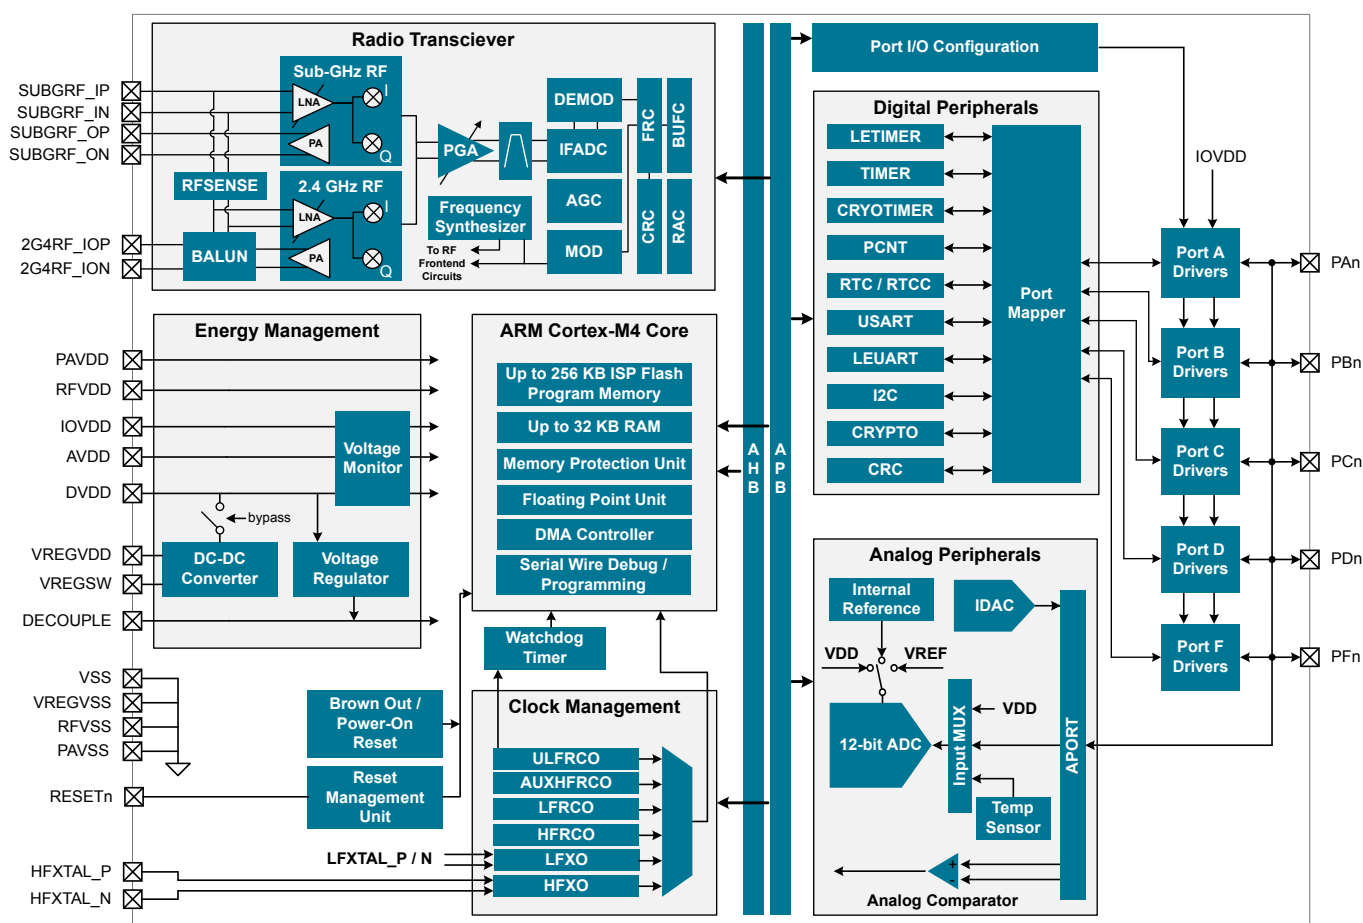 Radio Transciever
SUBGRF_IP
SUBGRF_IN
SUBGRF_OP
SUBGRF_ON
2G4RF_IOP
2G4RF_ION
Sub-GHz RF
LNA
I
PA
Q
RFSENSE
2.4 GHz RF
LNA
I
PA
Q
BALUN
PGA
Frequency
Synthesizer
To RF
Frontend
Circuits
DEMOD
IFADC
AGC
MOD
FRC
BUFC
CRC
RAC
Energy Management
PAVDD
RFVDD
IOVDD
AVDD
DVDD
VREGVDD
VREGSW
DECOUPLE
Voltage
Monitor
bypass
DC-DC
Converter
Voltage
Regulator
VSS
VREGVSS
RFVSS
PAVSS
RESETn
HFXTAL_P
HFXTAL_N
ARM Cortex-M4 Core
Up to 256 KB ISP Flash
Program Memory
Up to 32 KB RAM
Memory Protection Unit
Floating Point Unit
DMA Controller
Serial Wire Debug /
Programming
Watchdog
Timer
Brown Out /
Power-On
Reset
Reset
Management
Unit
Clock Management
ULFRCO
AUXHFRCO
LFRCO
HFRCO
LFXO
HFXO
LFXTAL_P / N
AHB
APB
Port I/O Configuration
Digital Peripherals
LETIMER
TIMER
CRYOTIMER
PCNT
RTC / RTCC
USART
LEUART
I2C
CRYPTO
CRC
Port
Mapper
IOVDD
Port A
Drivers
Port B
Drivers
Port C
Drivers
Port D
Drivers
Port F
Drivers
PAn
PBn
PCn
PDn
PFn
Analog Peripherals
Internal
Reference
IDAC
VDD
VREF
12-bit ADC
Input MUX
VDD
APORT
Temp
Sensor
+
-
Analog Comparator